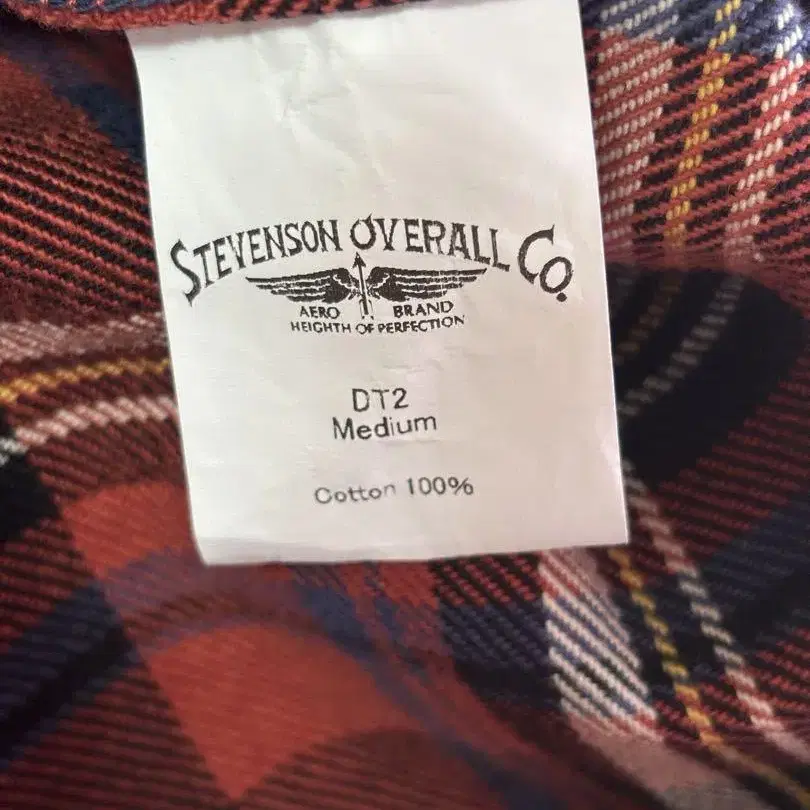 STEVENSON OVERALL CO.
AERO BRAND
HEIGHTH OF PERFECTION
DT2
Medium
Cotton 100%